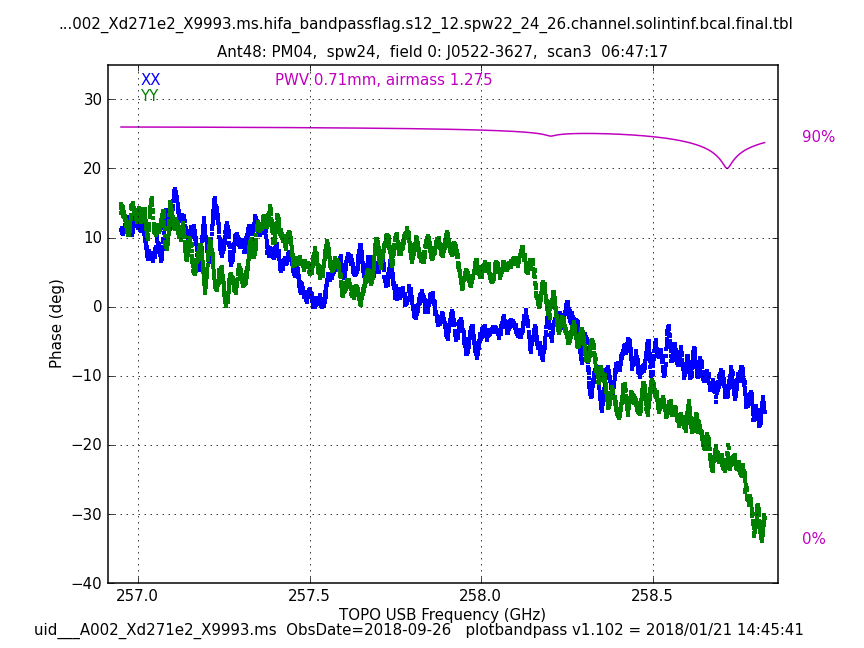 ...002_Xd271e2_X9993.ms.hifa_bandpassflag.s12_12.spw22_24_26.channel.solintinf.bcal.final.tbl
Ant48: PM04,  spw24,  field 0: J0522-3627,  scan3  06:47:17
XX
YY
PWV 0.71mm, airmass 1.275
90%
0%
30
20
10
0
−10
−20
−30
−40
Phase (deg)
257.0
257.5
258.0
258.5
TOPO USB Frequency (GHz)
uid___A002_Xd271e2_X9993.ms  ObsDate=2018-09-26   plotbandpass v1.102 = 2018/01/21 14:45:41